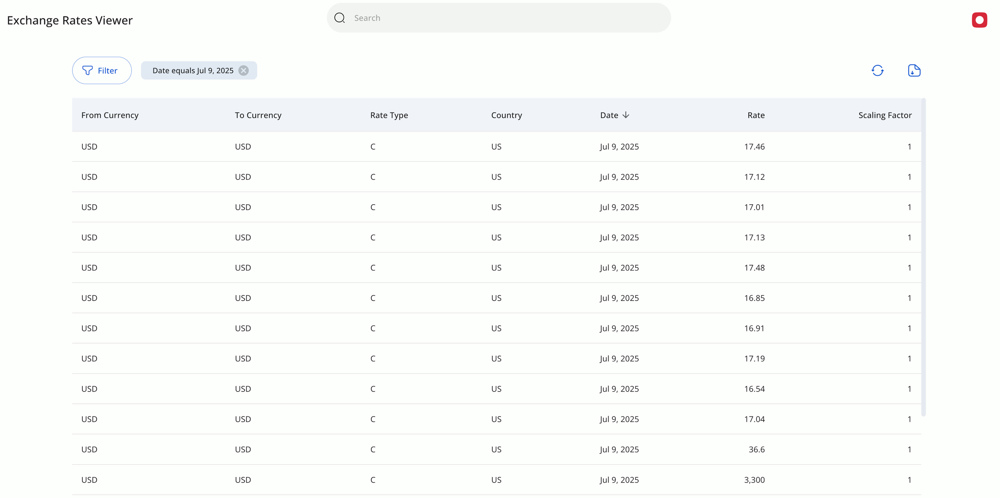 Exchange Rates Viewer
Search
Filter
Date equals Jul 9, 2025
From Currency To Currency Rate Type Country Date Rate Scaling Factor
USD USD C US Jul 9, 2025 17.46 1
USD USD C US Jul 9, 2025 17.12 1
USD USD C US Jul 9, 2025 17.01 1
USD USD C US Jul 9, 2025 17.13 1
USD USD C US Jul 9, 2025 17.48 1
USD USD C US Jul 9, 2025 16.85 1
USD USD C US Jul 9, 2025 16.91 1
USD USD C US Jul 9, 2025 17.19 1
USD USD C US Jul 9, 2025 16.54 1
USD USD C US Jul 9, 2025 17.04 1
USD USD C US Jul 9, 2025 36.6 1
USD USD C US Jul 9, 2025 3,300 1